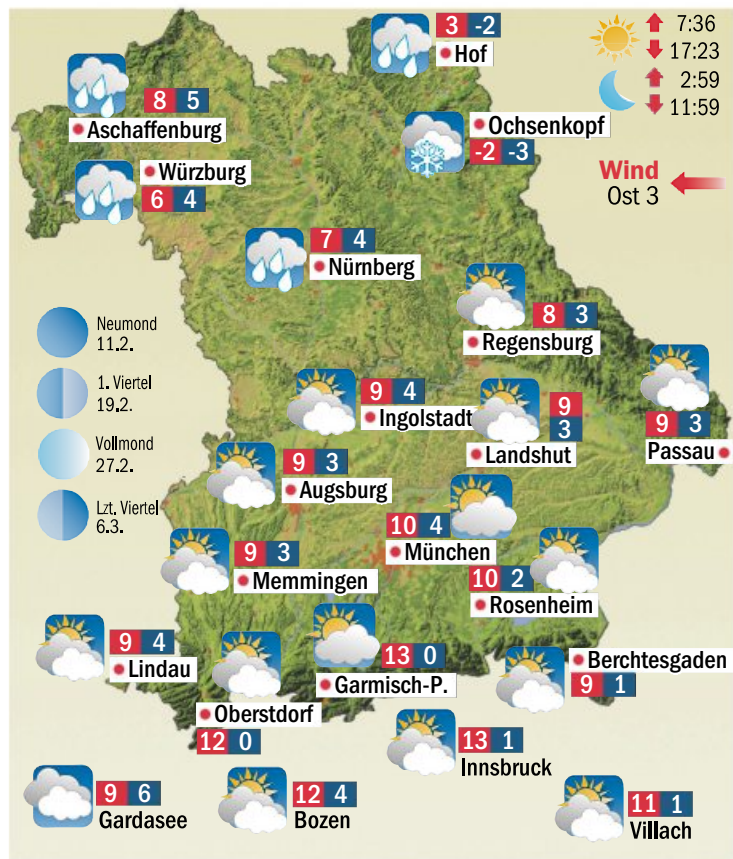 3 -2
Hof
7:36
17:23
2:59
11:59
8 5
Aschaffenburg
Ochsenkopf
-2 -3
Würzburg
6 4
Wind
Ost 3
7 4
Nürnberg
8 3
Regensburg
Neumond
11.2.
1. Viertel
19.2.
Vollmond
27.2.
Lzt. Viertel
6.3.
9 4
Ingolstadt
9
3
Landshut
9 3
Passau
9 3
Augsburg
10 4
München
9 3
Memmingen
10 2
Rosenheim
9 4
Lindau
13 0
Garmisch-P.
Berchtesgaden
9 1
Oberstdorf
12 0
13 1
Innsbruck
9 6
Gardasee
12 4
Bozen
11 1
Villach